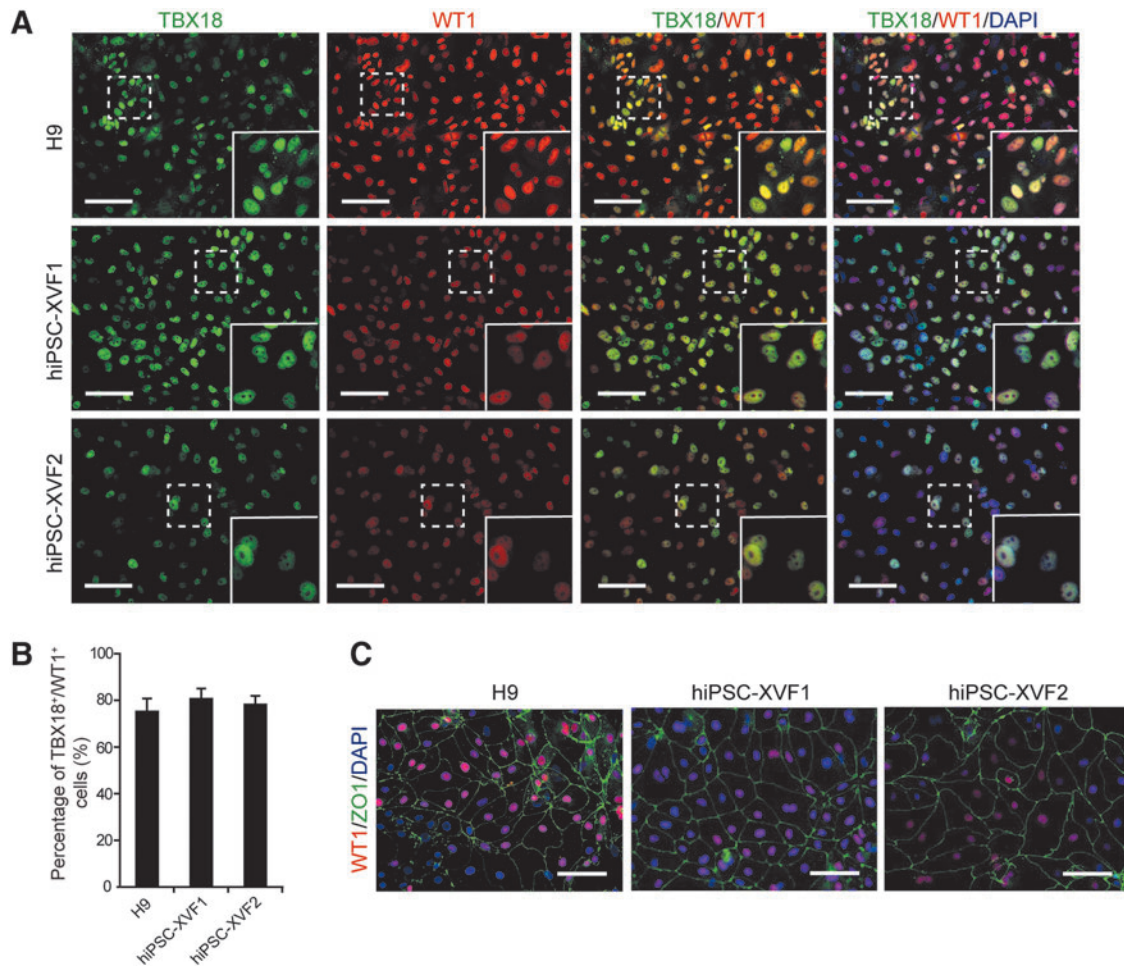 A
TBX18 WT1 TBX18/WT1 TBX18/WT1/DAPI
H9
hiPSC-XVF1
hiPSC-XVF2
B
Percentage of TBX18⁺/WT1⁺
cells (%)
100
80
60
40
20
0
H9
hiPSC-XVF1
hiPSC-XVF2
C
H9 hiPSC-XVF1 hiPSC-XVF2
WT1/ZO1/DAPI